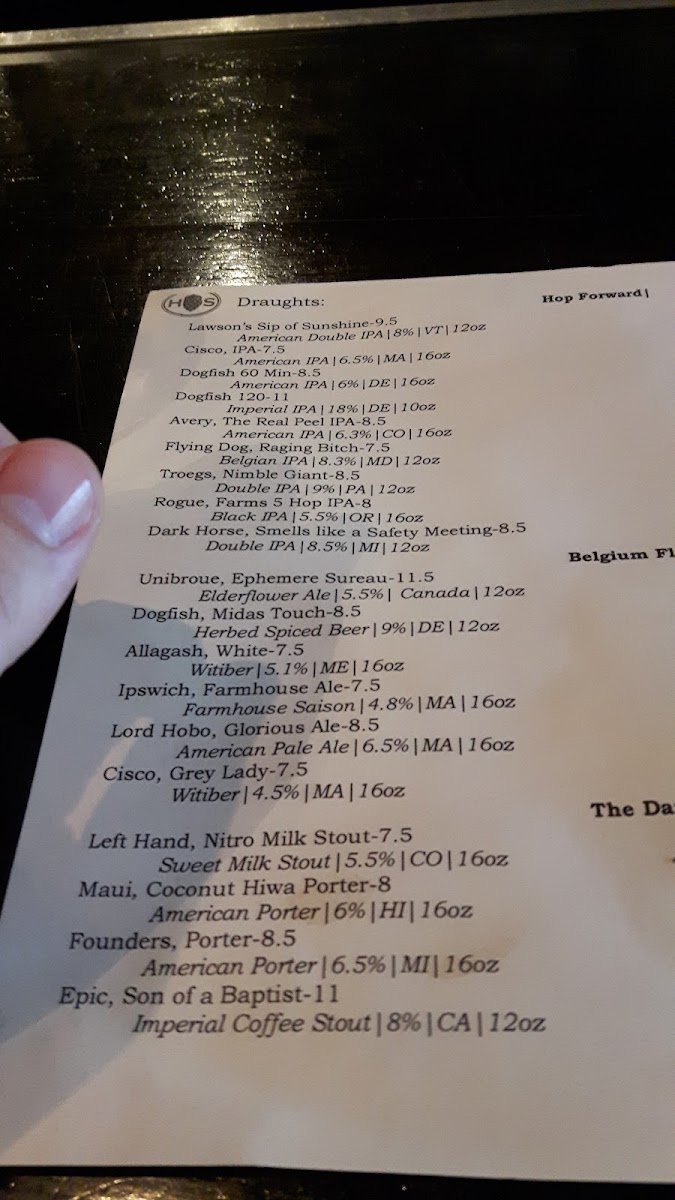 HOS Draughts:
Hop Forward|
Lawson's Sip of Sunshine-9.5
American Double IPA|8%|VT|12oz
Cisco, IPA-7.5
American IPA|6.5%|MA|16oz
Dogfish 60 Min-8.5
American IPA|6%|DE|16oz
Dogfish 120-11
Imperial IPA|18%|DE|10oz
Avery, The Real Peel IPA-8.5
American IPA|6.3%|CO|16oz
Flying Dog, Raging Bitch-7.5
Belgian IPA|8.3%|MD|12oz
Troegs, Nimble Giant-8.5
Double IPA|9%|PA|12oz
Rogue, Farms 5 Hop IPA-8
Black IPA|5.5%|OR|16oz
Dark Horse, Smells like a Safety Meeting-8.5
Double IPA|8.5%|MI|12oz
Belgium Fl
Unibroue, Ephemere Sureau-11.5
Elderflower Ale|5.5%| Canada|12oz
Dogfish, Midas Touch-8.5
Herbed Spiced Beer|9%|DE|12oz
Allagash, White-7.5
Witiber|5.1%|ME|16oz
Ipswich, Farmhouse Ale-7.5
Farmhouse Saison|4.8%|MA|16oz
Lord Hobo, Glorious Ale-8.5
American Pale Ale|6.5%|MA|16oz
Cisco, Grey Lady-7.5
Witiber|4.5%|MA|16oz
The Da
Left Hand, Nitro Milk Stout-7.5
Sweet Milk Stout|5.5%|CO|16oz
Maui, Coconut Hiwa Porter-8
American Porter|6%|HI|16oz
Founders, Porter-8.5
American Porter|6.5%|MI|16oz
Epic, Son of a Baptist-11
Imperial Coffee Stout|8%|CA|12oz